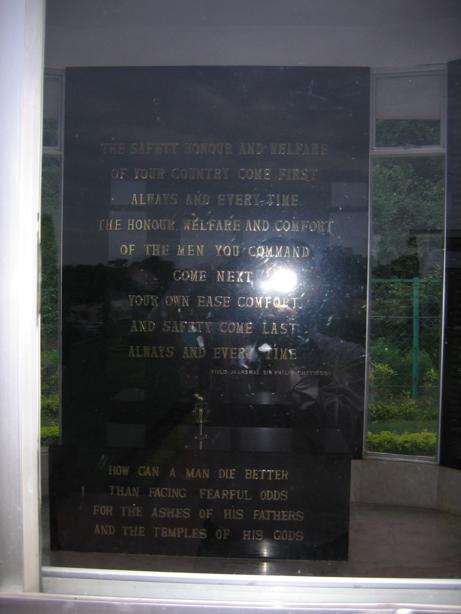 THE SAFETY HONOUR AND WELFARE
OF YOUR COUNTRY COME FIRST
ALWAYS AND EVERY TIME
THE HONOUR, WELFARE AND COMFORT
OF THE MEN YOU COMMAND
COME NEXT
YOUR OWN EASE COMFORT
AND SAFETY COME LAST
ALWAYS AND EVERY TIME
FIELD MARSHAL SIR PHILIP CHETWODE
HOW CAN A MAN DIE BETTER
THAN FACING FEARFUL ODDS
FOR THE ASHES OF HIS FATHERS
AND THE TEMPLES OF HIS GODS